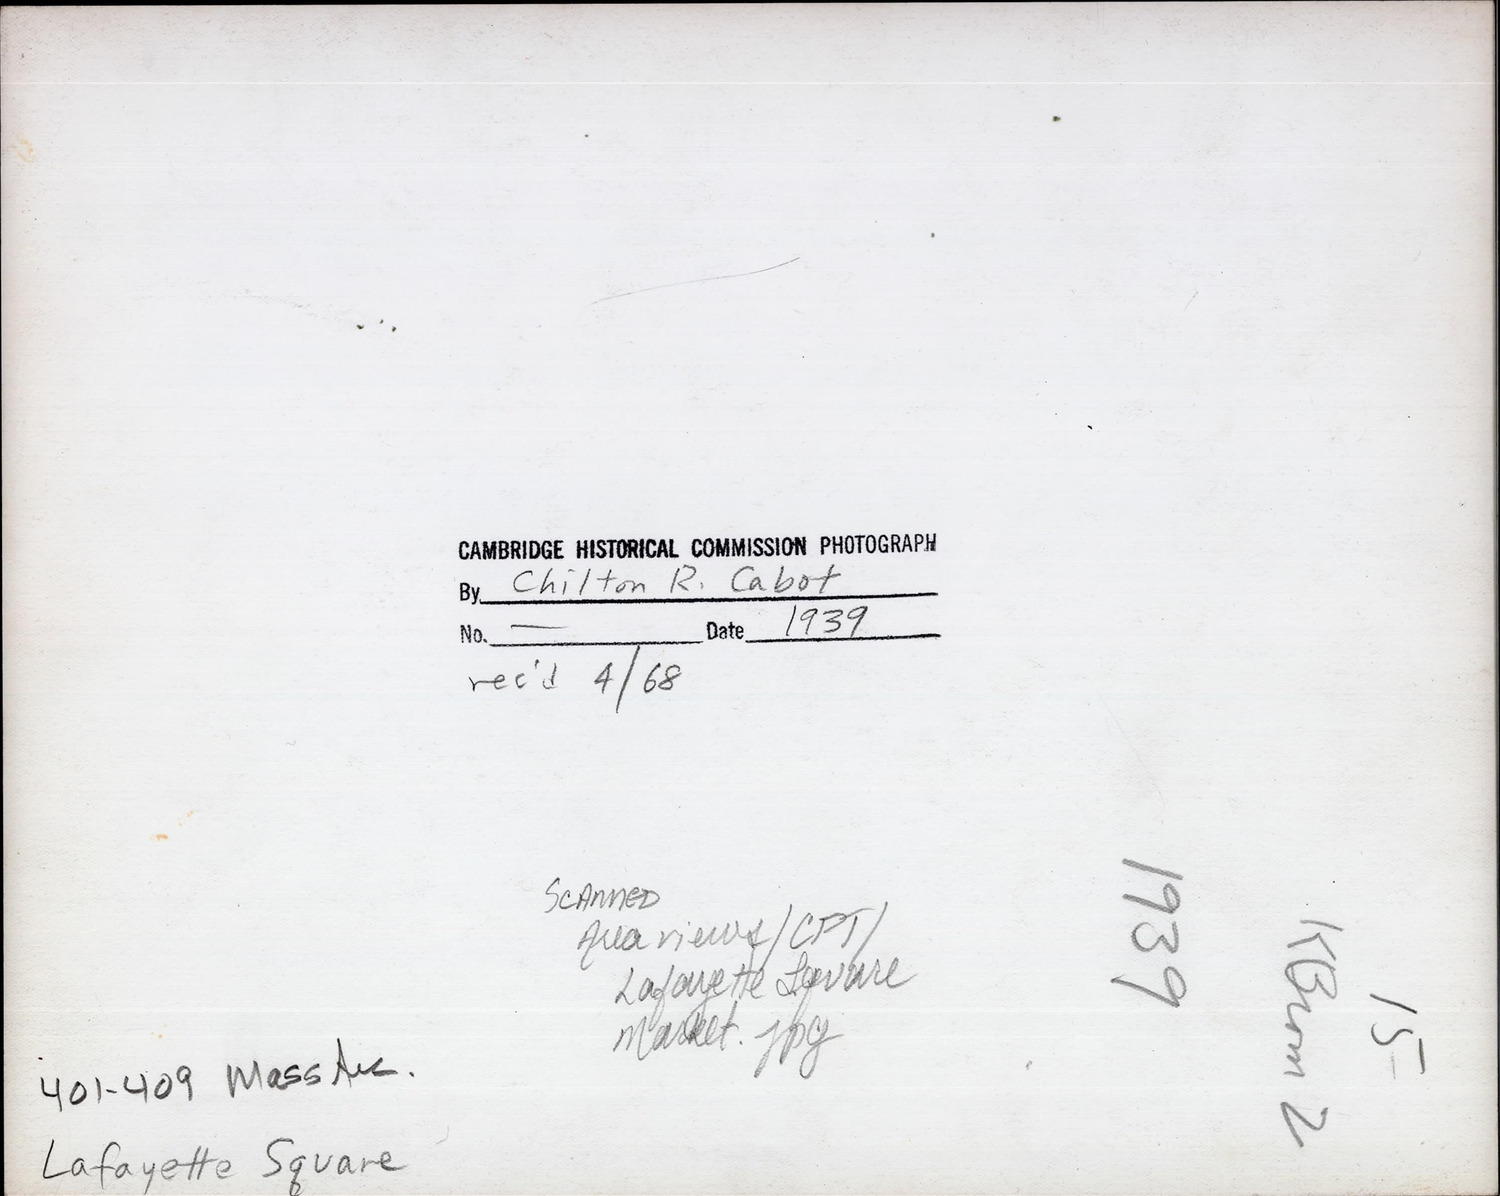 CAMBRIDGE HISTORICAL COMMISSION PHOTOGRAPH
By Chilton R. Cabot
No. — Date 1939
rec'd 4/68
SCANNED
Area views/CPT/
Lafayette Square
Market.jpg
401-409 Mass Ave.
Lafayette Square
1939
15
2